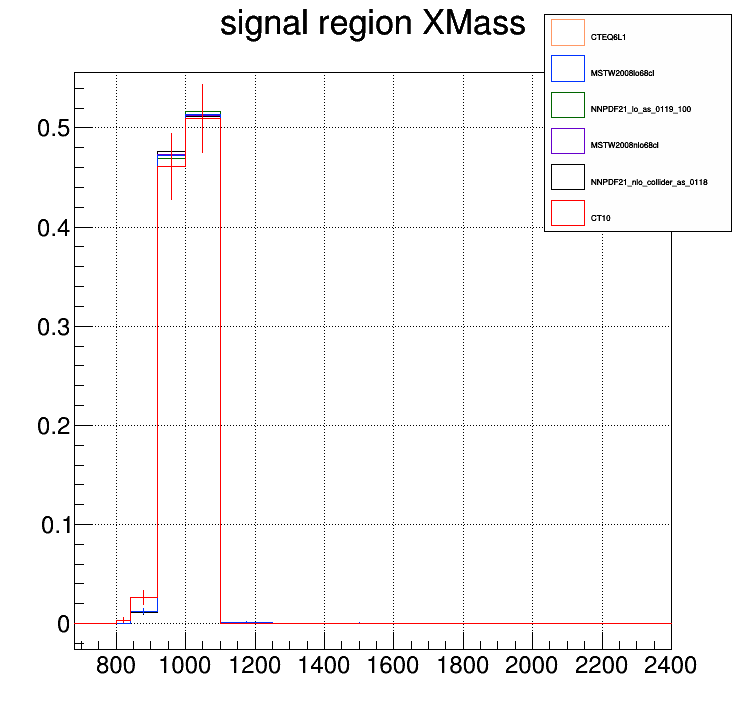 signal region XMass
CTEQ6L1
MSTW2008lo68cl
NNPDF21_lo_as_0119_100
MSTW2008nlo68cl
NNPDF21_nlo_collider_as_0118
CT10
0.5
0.4
0.3
0.2
0.1
0
800 1000 1200 1400 1600 1800 2000 2200 2400